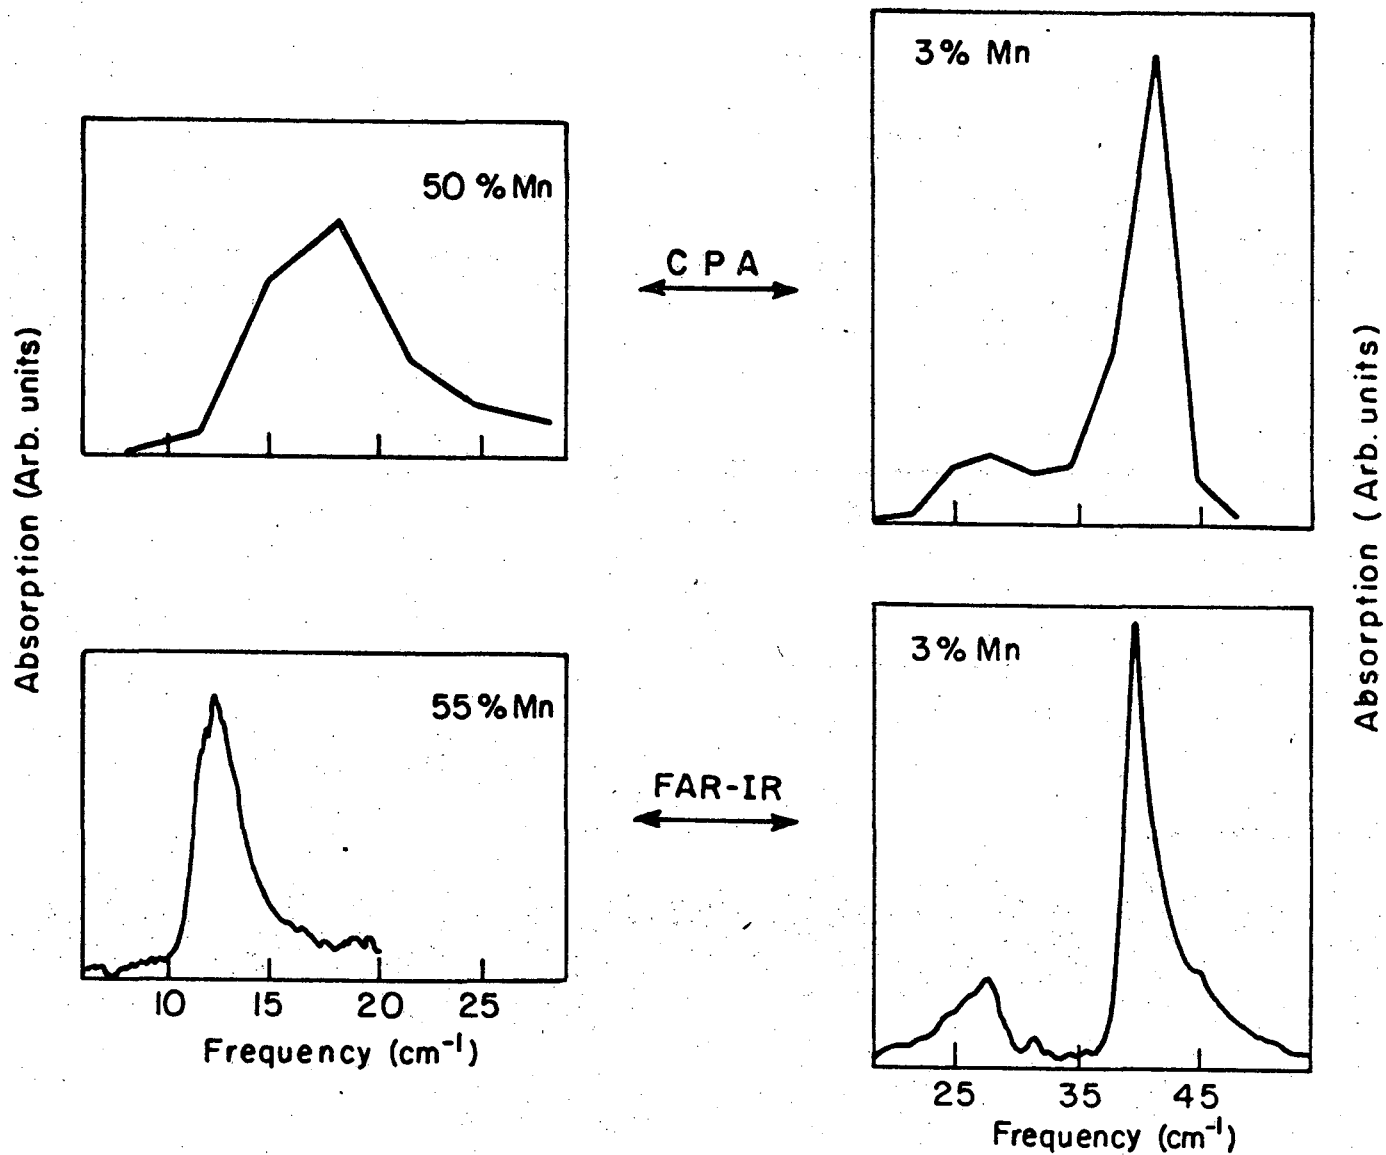 3% Mn
50 % Mn
C P A
Absorption (Arb. units)
Absorption (Arb. units)
3% Mn
55% Mn
FAR-IR
10 15 20 25
Frequency (cm⁻¹)
25 35 45
Frequency (cm⁻¹)